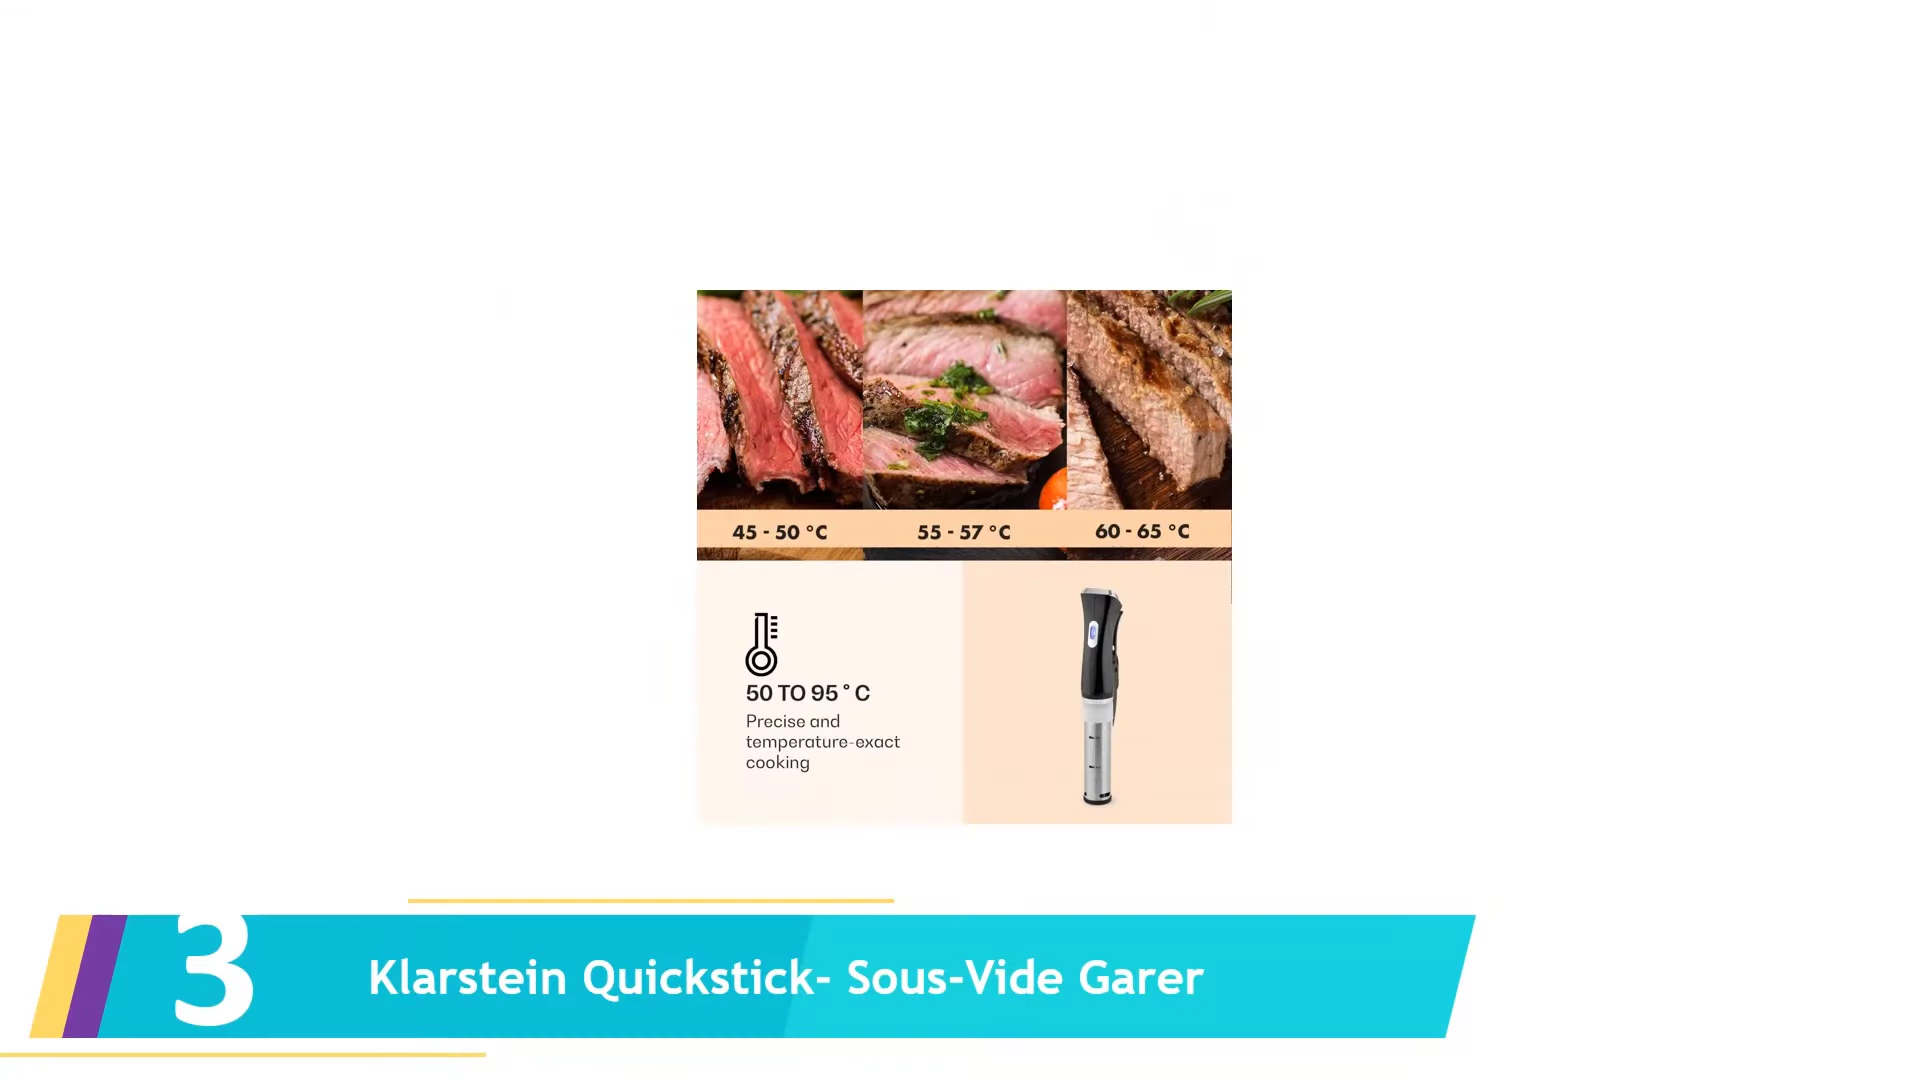 45 - 50 °C
55 - 57 °C
60 - 65 °C
50 TO 95 ° C
Precise and
temperature-exact
cooking
3
Klarstein Quickstick- Sous-Vide Garer